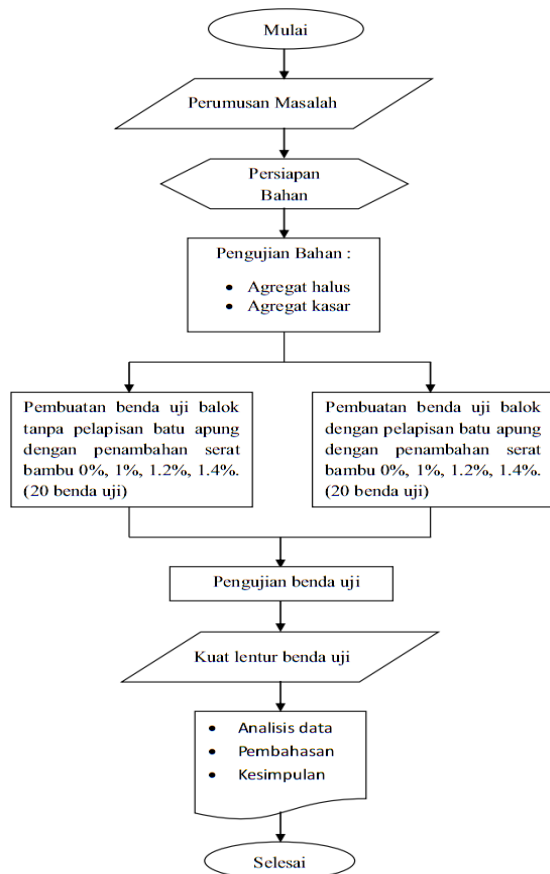 Mulai
Perumusan Masalah
Persiapan
Bahan
Pengujian Bahan :
• Agregat halus
• Agregat kasar
Pembuatan benda uji balok
tanpa pelapisan batu apung
dengan penambahan serat
bambu 0%, 1%, 1.2%, 1.4%.
(20 benda uji)
Pembuatan benda uji balok
dengan pelapisan batu apung
dengan penambahan serat
bambu 0%, 1%, 1.2%, 1.4%.
(20 benda uji)
Pengujian benda uji
Kuat lentur benda uji
• Analisis data
• Pembahasan
• Kesimpulan
Selesai